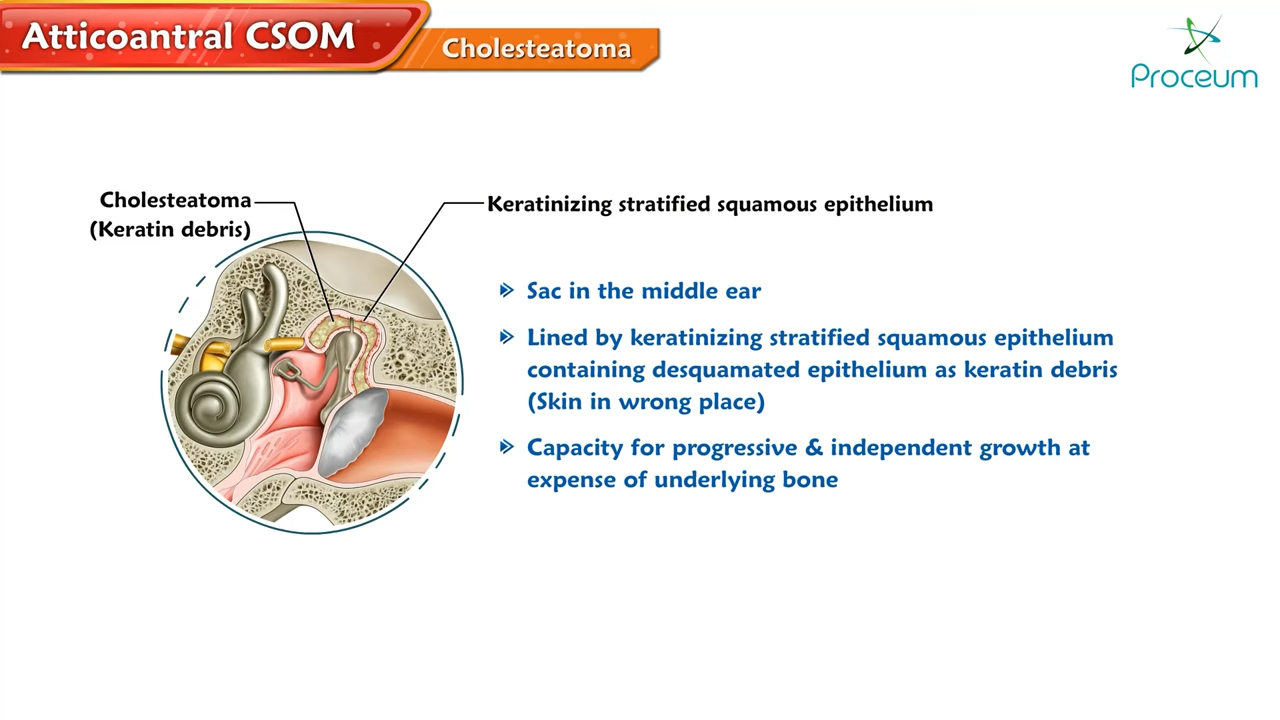 Atticoantral CSOM
Cholesteatoma
Proceum
Cholesteatoma
(Keratin debris)
Keratinizing stratified squamous epithelium
Sac in the middle ear
Lined by keratinizing stratified squamous epithelium
containing desquamated epithelium as keratin debris
(Skin in wrong place)
Capacity for progressive & independent growth at
expense of underlying bone